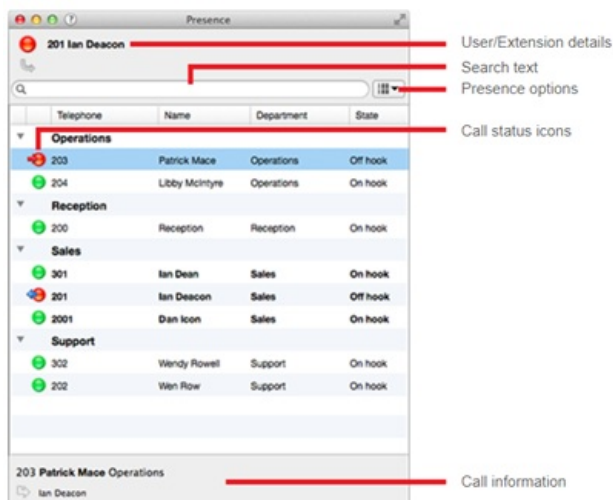 Presence
201 Ian Deacon
User/Extension details
Search text
Presence options
Telephone Name Department State
Call status icons
Operations
203 Patrick Mace Operations Off hook
204 Libby McIntyre Operations On hook
Reception
200 Reception Reception On hook
Sales
301 Ian Dean Sales On hook
201 Ian Deacon Sales Off hook
2001 Dan Icon Sales On hook
Support
302 Wendy Rowell Support On hook
202 Wen Row Support On hook
203 Patrick Mace Operations
Call information
Ian Deacon